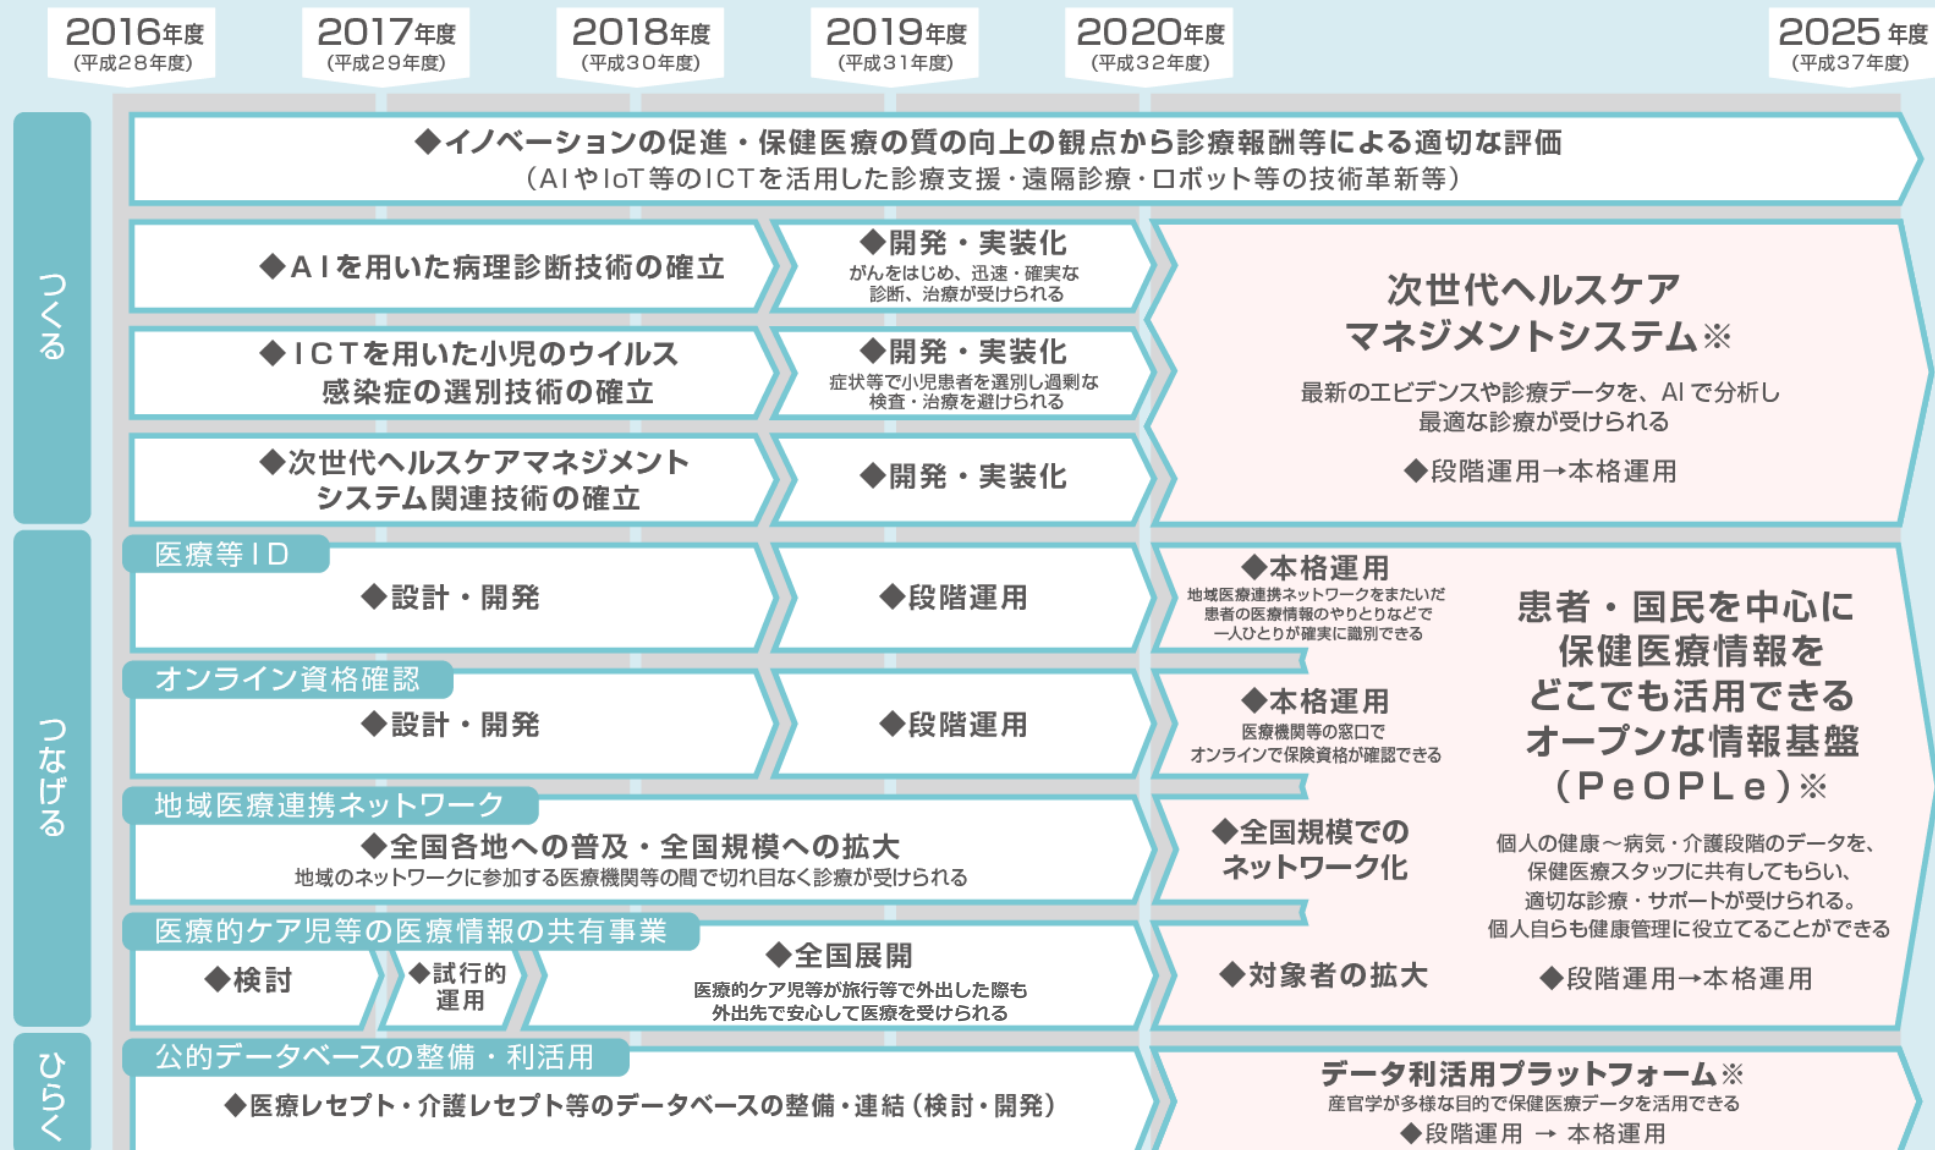 2016年度
(平成28年度)
2017年度
(平成29年度)
2018年度
(平成30年度)
2019年度
(平成31年度)
2020年度
(平成32年度)
2025年度
(平成37年度)
つくる
◆イノベーションの促進・保健医療の質の向上の観点から診療報酬等による適切な評価
(AIやIoT等のICTを活用した診療支援・遠隔診療・ロボット等の技術革新等)
◆AIを用いた病理診断技術の確立
◆開発・実装化
がんをはじめ、迅速・確実な
診断、治療が受けられる
◆ICTを用いた小児のウイルス
感染症の選別技術の確立
◆開発・実装化
症状等で小児患者を選別し過剰な
検査・治療を避けられる
◆次世代ヘルスケアマネジメント
システム関連技術の確立
◆開発・実装化
次世代ヘルスケア
マネジメントシステム※
最新のエビデンスや診療データを、AIで分析し
最適な診療が受けられる
◆段階運用→本格運用
つなげる
医療等ID
◆設計・開発
◆段階運用
◆本格運用
地域医療連携ネットワークをまたいだ
患者の医療情報のやりとりなどで
一人ひとりが確実に識別できる
オンライン資格確認
◆設計・開発
◆段階運用
◆本格運用
医療機関等の窓口で
オンラインで保険資格が確認できる
地域医療連携ネットワーク
◆全国各地への普及・全国規模への拡大
地域のネットワークに参加する医療機関等の間で切れ目なく診療が受けられる
◆全国規模での
ネットワーク化
医療的ケア児等の医療情報の共有事業
◆検討
◆試行的
運用
◆全国展開
医療的ケア児等が旅行等で外出した際も
外出先で安心して医療を受けられる
◆対象者の拡大
患者・国民を中心に
保健医療情報を
どこでも活用できる
オープンな情報基盤
(PeOPLe)※
個人の健康～病気・介護段階のデータを、
保健医療スタッフに共有してもらい、
適切な診療・サポートが受けられる。
個人自らも健康管理に役立てることができる
◆段階運用→本格運用
ひらく
公的データベースの整備・利活用
◆医療レセプト・介護レセプト等のデータベースの整備・連結(検討・開発)
データ利活用プラットフォーム※
産官学が多様な目的で保健医療データを活用できる
◆段階運用 → 本格運用